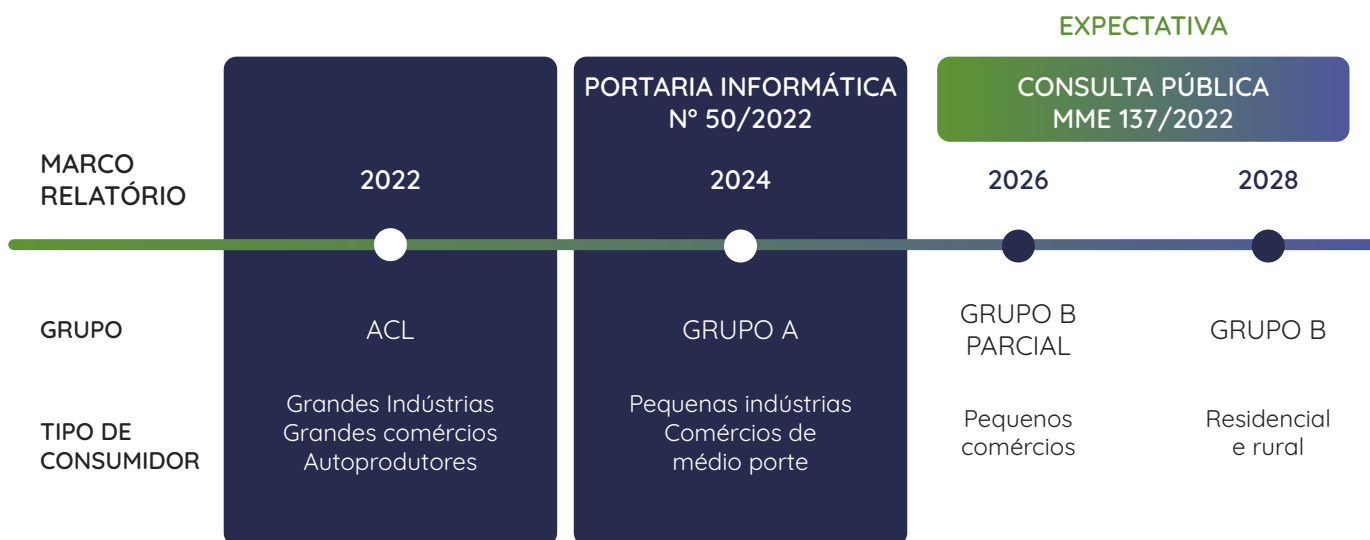 EXPECTATIVA
PORTARIA INFORMÁTICA
N° 50/2022
CONSULTA PÚBLICA
MME 137/2022
MARCO
RELATÓRIO
2022
2024
2026
2028
GRUPO
ACL
GRUPO A
GRUPO B
PARCIAL
GRUPO B
TIPO DE
CONSUMIDOR
Grandes Indústrias
Grandes comércios
Autoprodutores
Pequenas indústrias
Comércios de
médio porte
Pequenos
comércios
Residencial
e rural